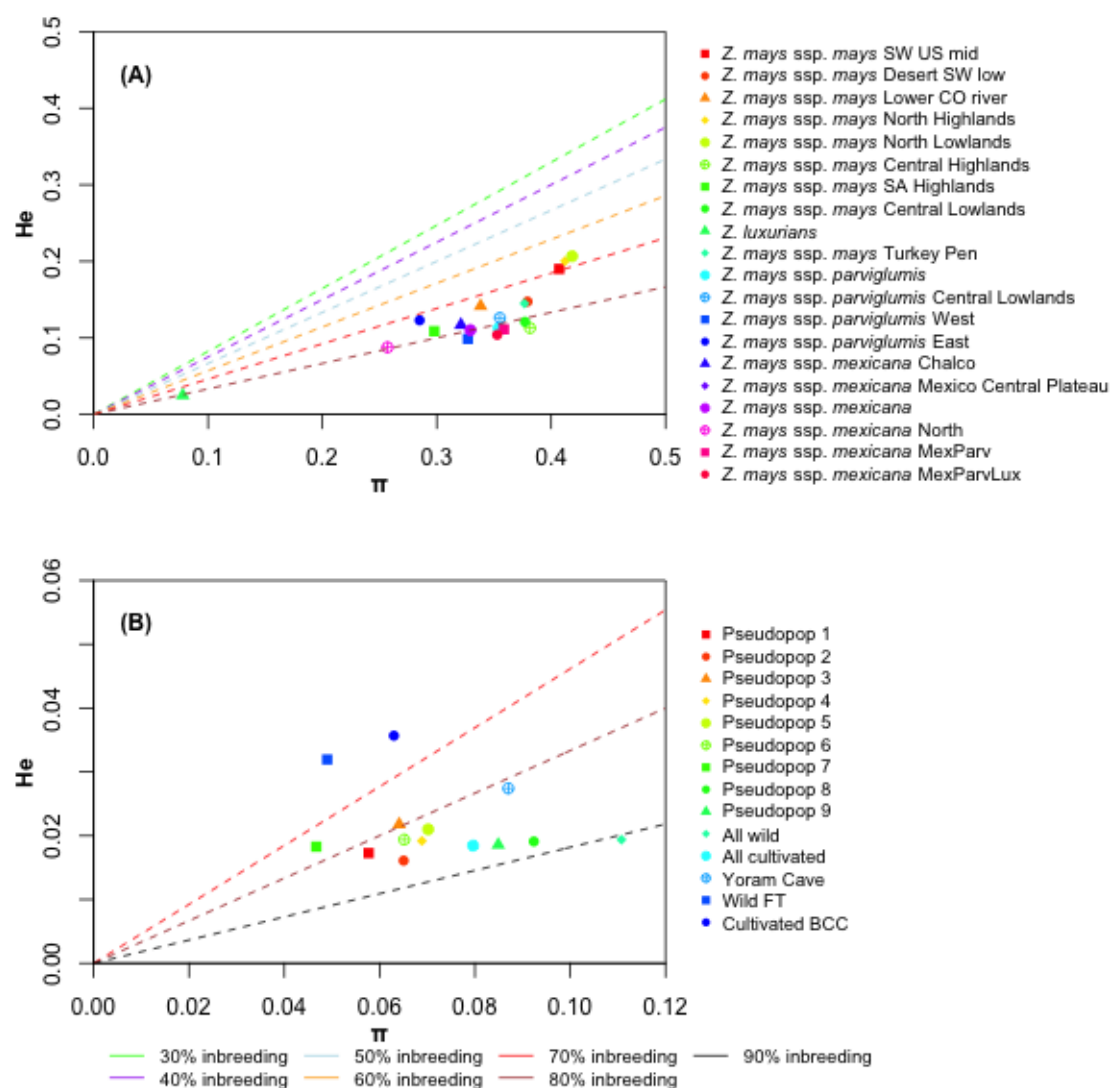 (A)
He
0.5
0.4
0.3
0.2
0.1
0.0
0.0 0.1 0.2 0.3 0.4 0.5
π
Z. mays ssp. mays SW US mid
Z. mays ssp. mays Desert SW low
Z. mays ssp. mays Lower CO river
Z. mays ssp. mays North Highlands
Z. mays ssp. mays North Lowlands
Z. mays ssp. mays Central Highlands
Z. mays ssp. mays SA Highlands
Z. mays ssp. mays Central Lowlands
Z. luxurians
Z. mays ssp. mays Turkey Pen
Z. mays ssp. parviglumis
Z. mays ssp. parviglumis Central Lowlands
Z. mays ssp. parviglumis West
Z. mays ssp. parviglumis East
Z. mays ssp. mexicana Chalco
Z. mays ssp. mexicana Mexico Central Plateau
Z. mays ssp. mexicana
Z. mays ssp. mexicana North
Z. mays ssp. mexicana MexParv
Z. mays ssp. mexicana MexParvLux
(B)
He
0.06
0.04
0.02
0.00
0.00 0.02 0.04 0.06 0.08 0.10 0.12
π
Pseudopop 1
Pseudopop 2
Pseudopop 3
Pseudopop 4
Pseudopop 5
Pseudopop 6
Pseudopop 7
Pseudopop 8
Pseudopop 9
All wild
All cultivated
Yoram Cave
Wild FT
Cultivated BCC
30% inbreeding 50% inbreeding 70% inbreeding 90% inbreeding
40% inbreeding 60% inbreeding 80% inbreeding